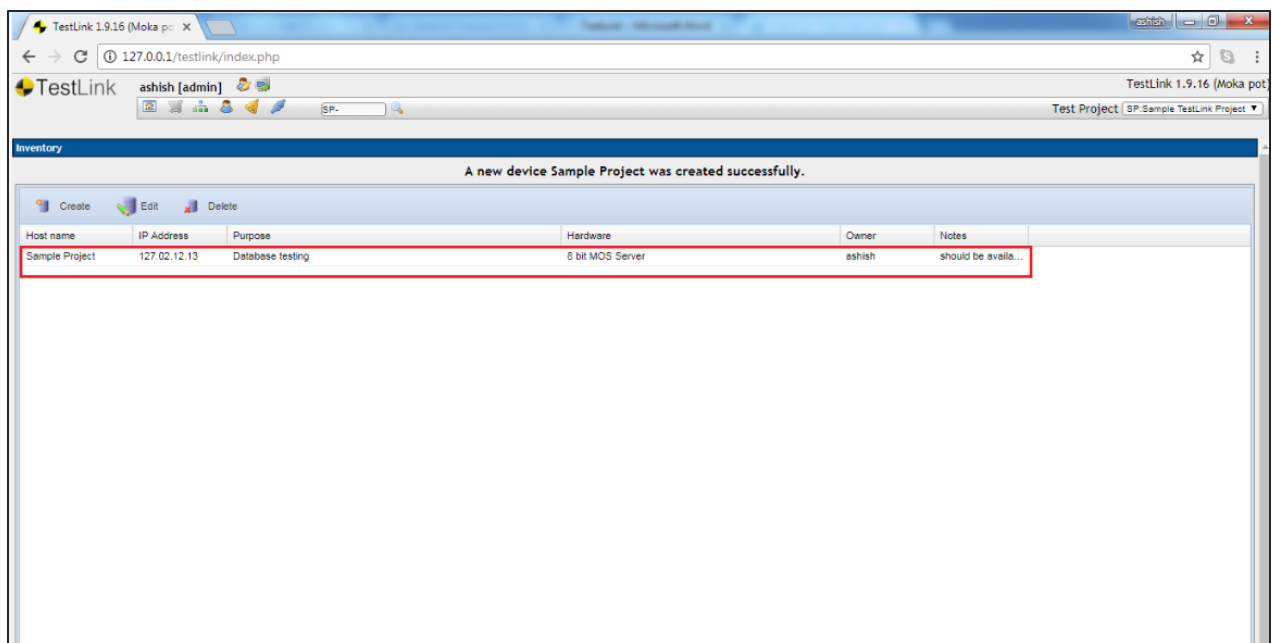 TestLink 1.9.16 (Moka po
ashish
127.0.0.1/testlink/index.php
TestLink ashish [admin] TestLink 1.9.16 (Moka pot)
SP- Test Project SP:Sample TestLink Project
Inventory
A new device Sample Project was created successfully.
Create Edit Delete
Host name IP Address Purpose Hardware Owner Notes
Sample Project 127.02.12.13 Database testing 6 bit MOS Server ashish should be availa...